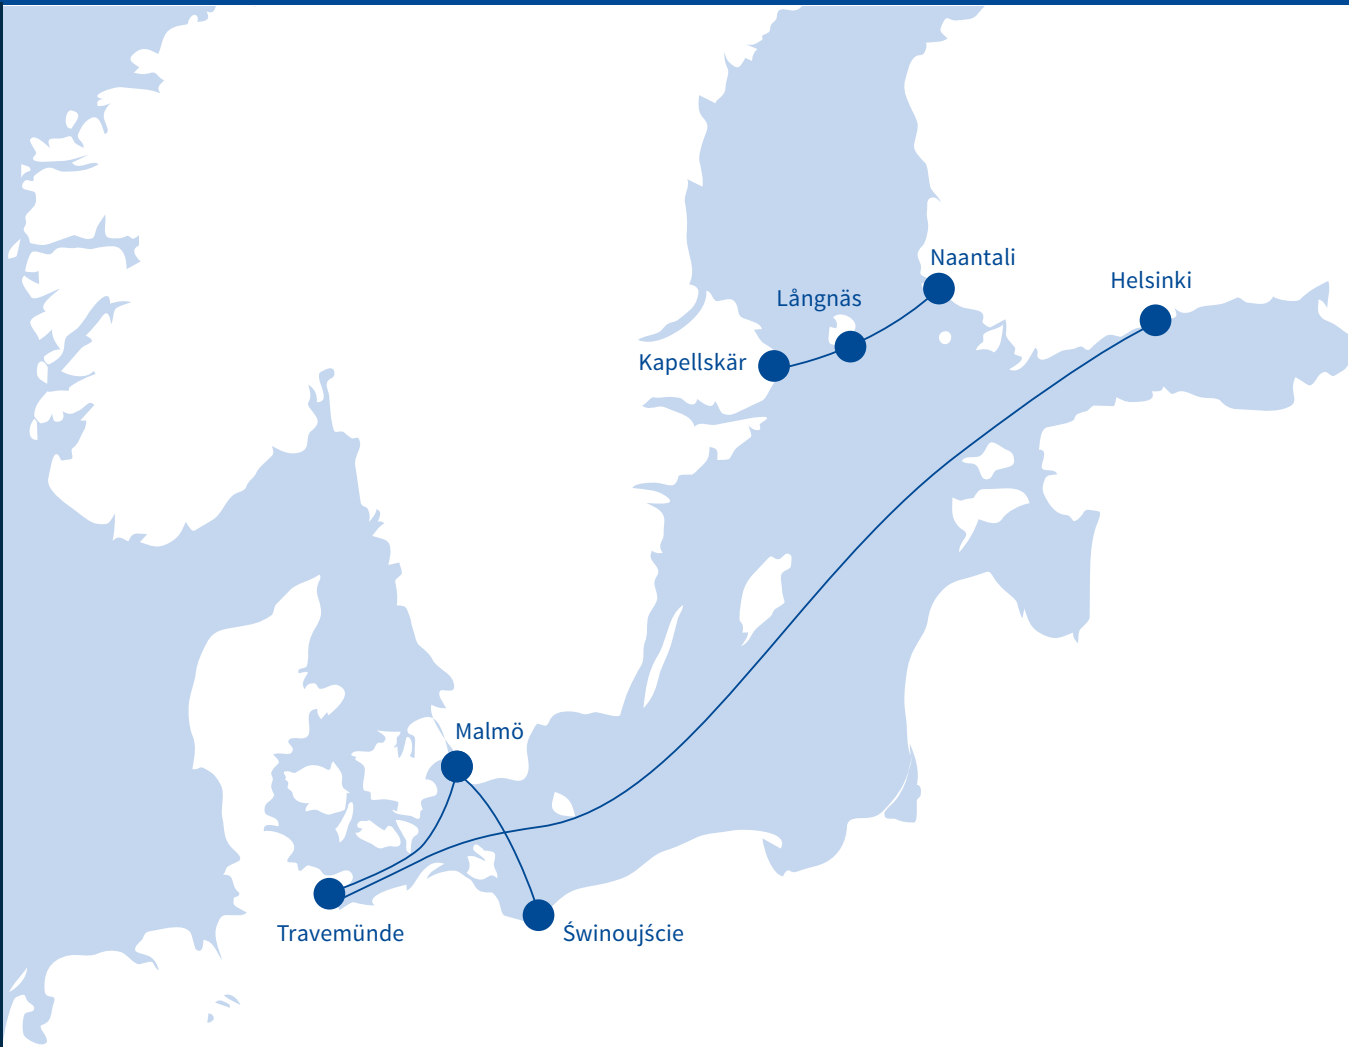 Naantali
Helsinki
Långnäs
Kapellskär
Malmö
Travemünde
Świnoujście